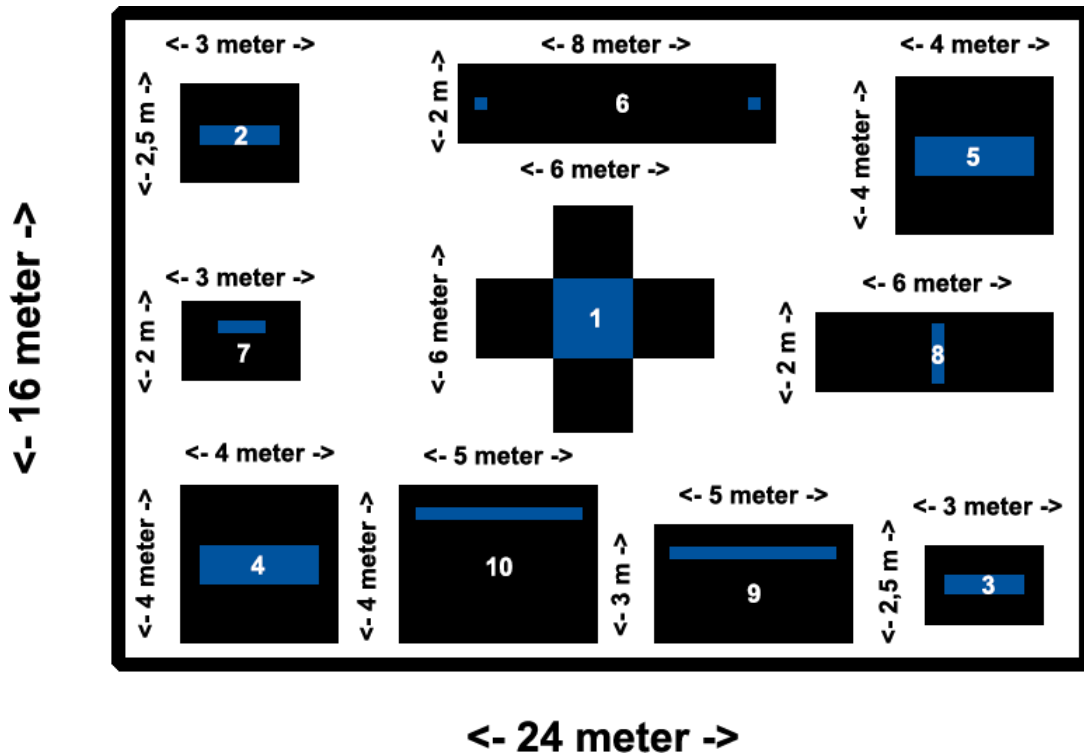 <- 3 meter ->
<- 8 meter ->
<- 4 meter ->
<- 2,5 m ->
2
<- 2 m ->
6
<- 4 meter ->
5
<- 6 meter ->
<- 16 meter ->
<- 3 meter ->
<- 2 m ->
7
<- 6 meter ->
1
<- 6 meter ->
<- 2 m ->
8
<- 4 meter ->
<- 5 meter ->
<- 5 meter ->
<- 3 meter ->
<- 4 meter ->
4
<- 4 meter ->
10
<- 3 m ->
9
<- 2,5 m ->
3
<- 24 meter ->